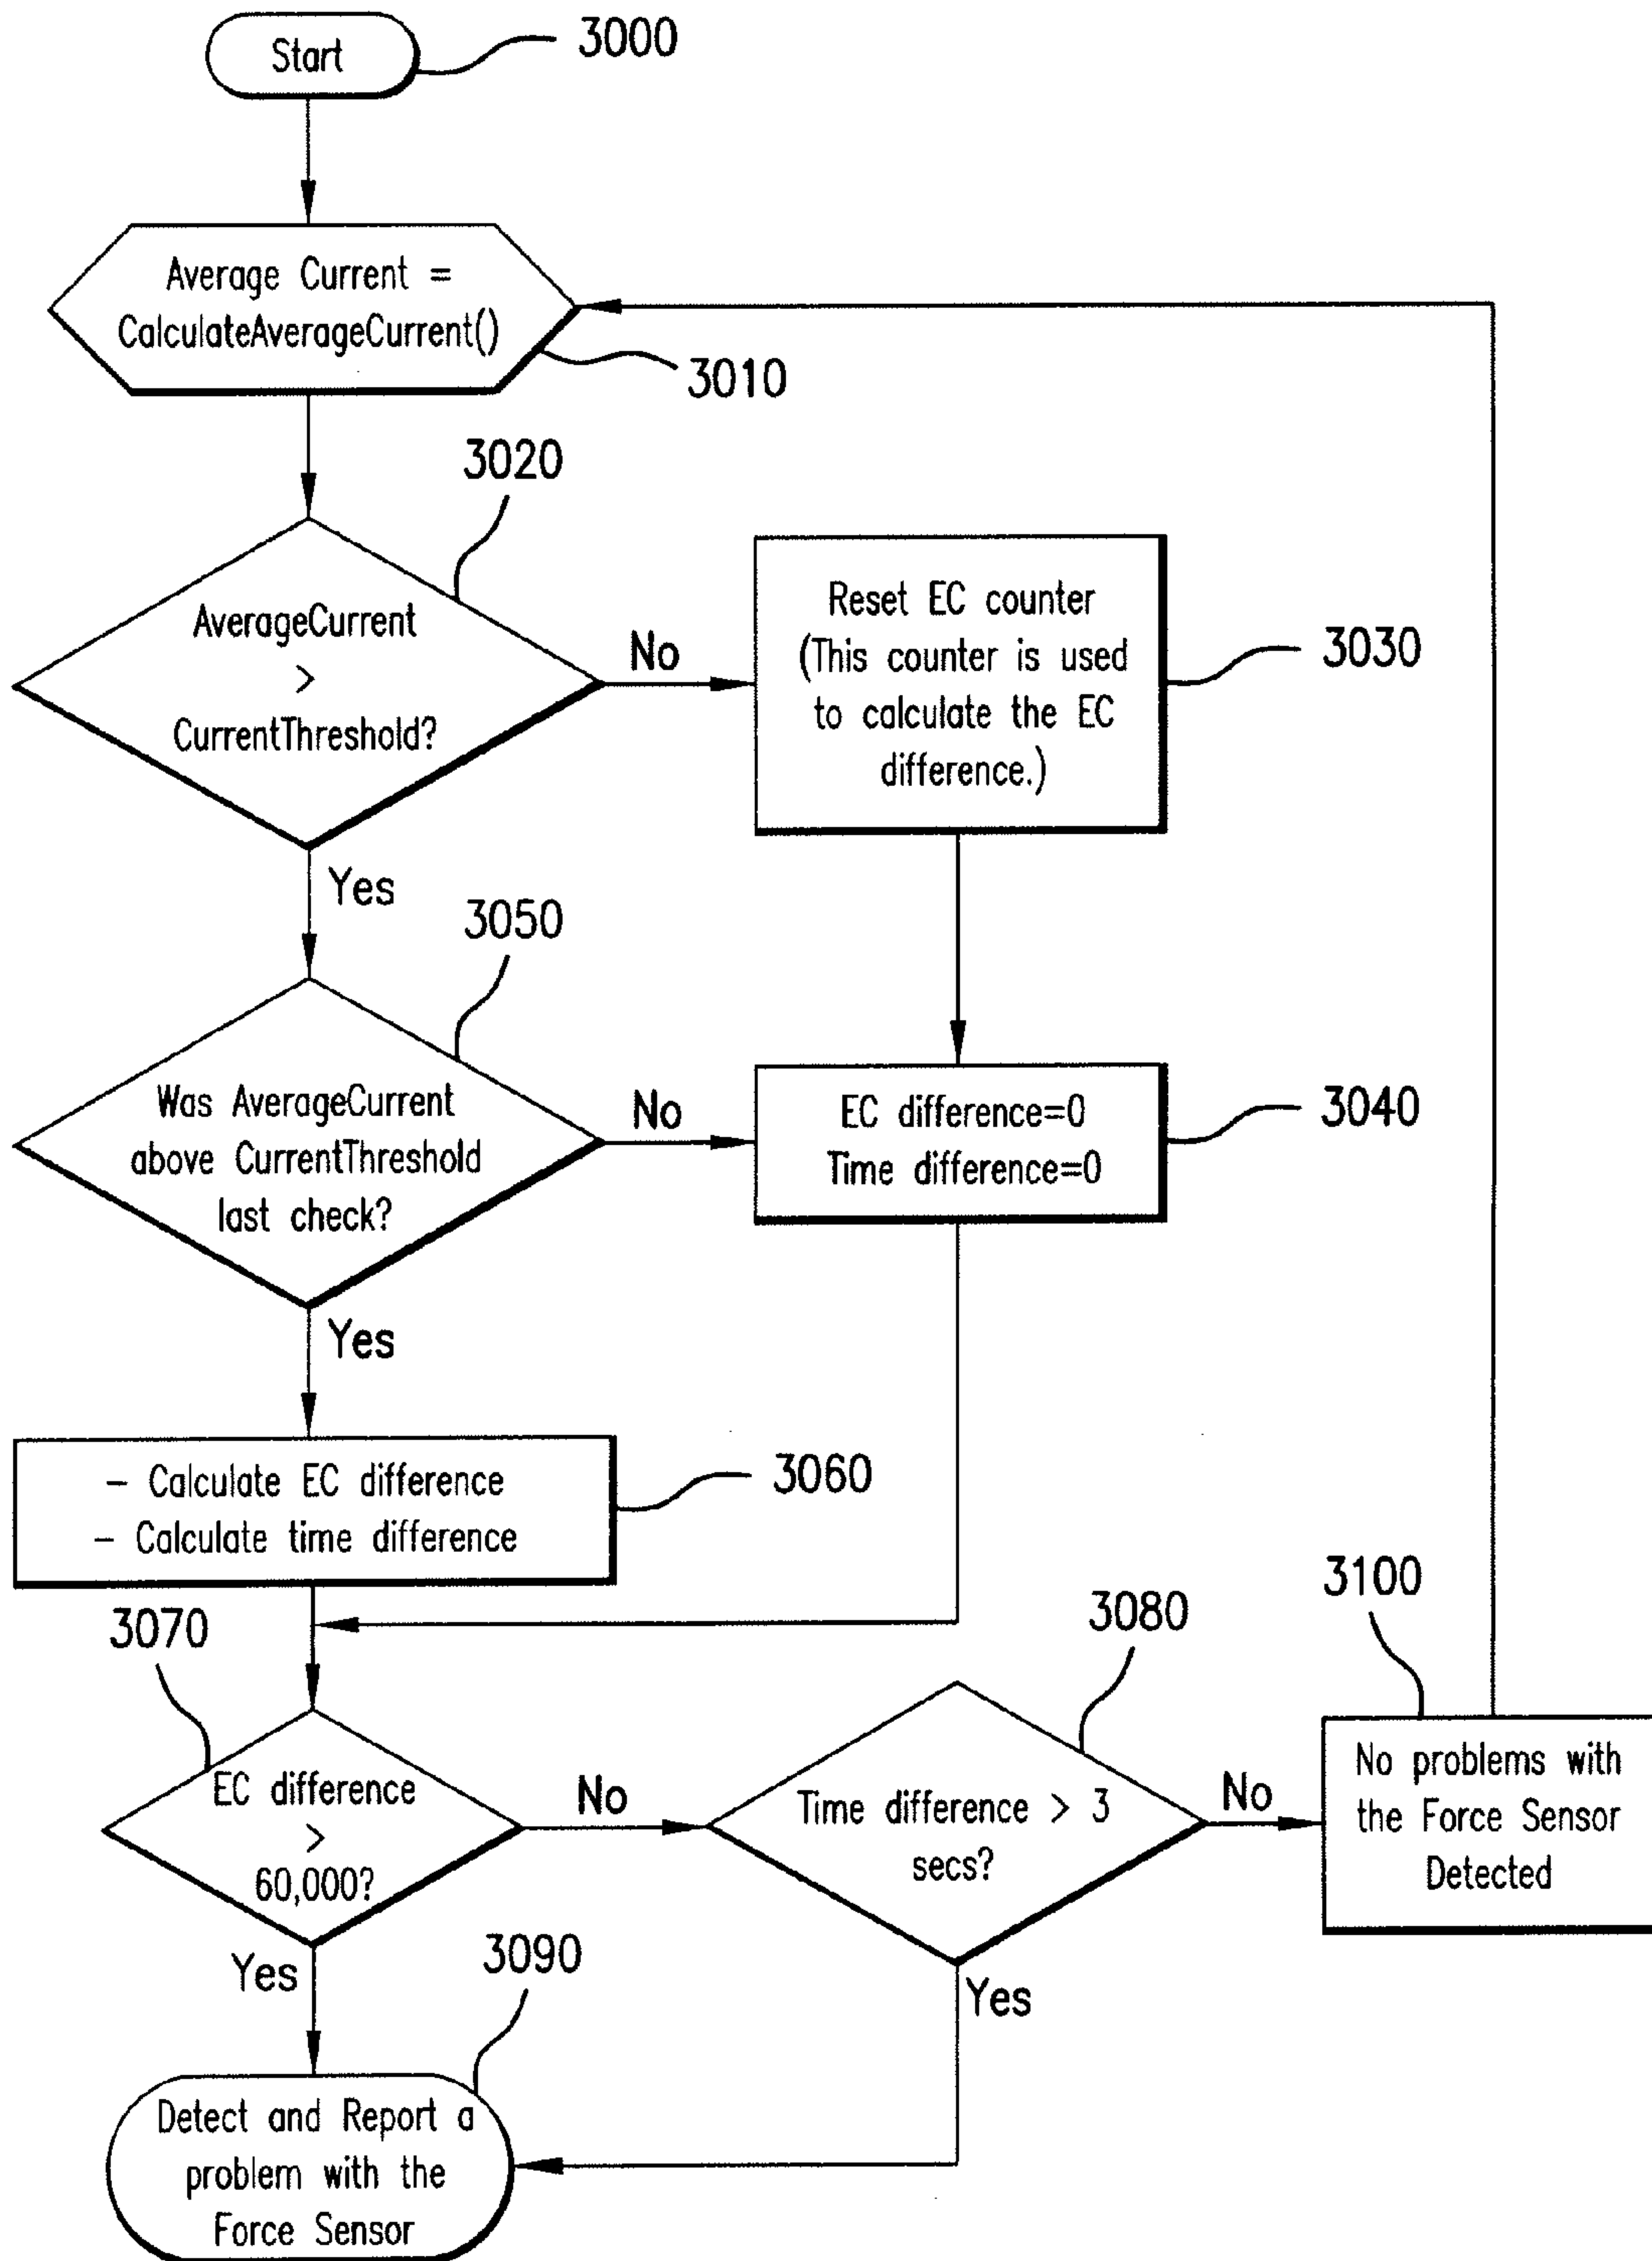 Start
3000
Average Current =
CalculateAverageCurrent()
3010
3020
AverageCurrent
>
CurrentThreshold?
No
Reset EC counter
(This counter is used
to calculate the EC
difference.)
3030
Yes
3050
Was AverageCurrent
above CurrentThreshold
last check?
No
EC difference=0
Time difference=0
3040
Yes
- Calculate EC difference
- Calculate time difference
3060
3070
EC difference
>
60,000?
No
3080
Time difference > 3
secs?
No
3100
No problems with
the Force Sensor
Detected
Yes
3090
Yes
Detect and Report a
problem with the
Force Sensor